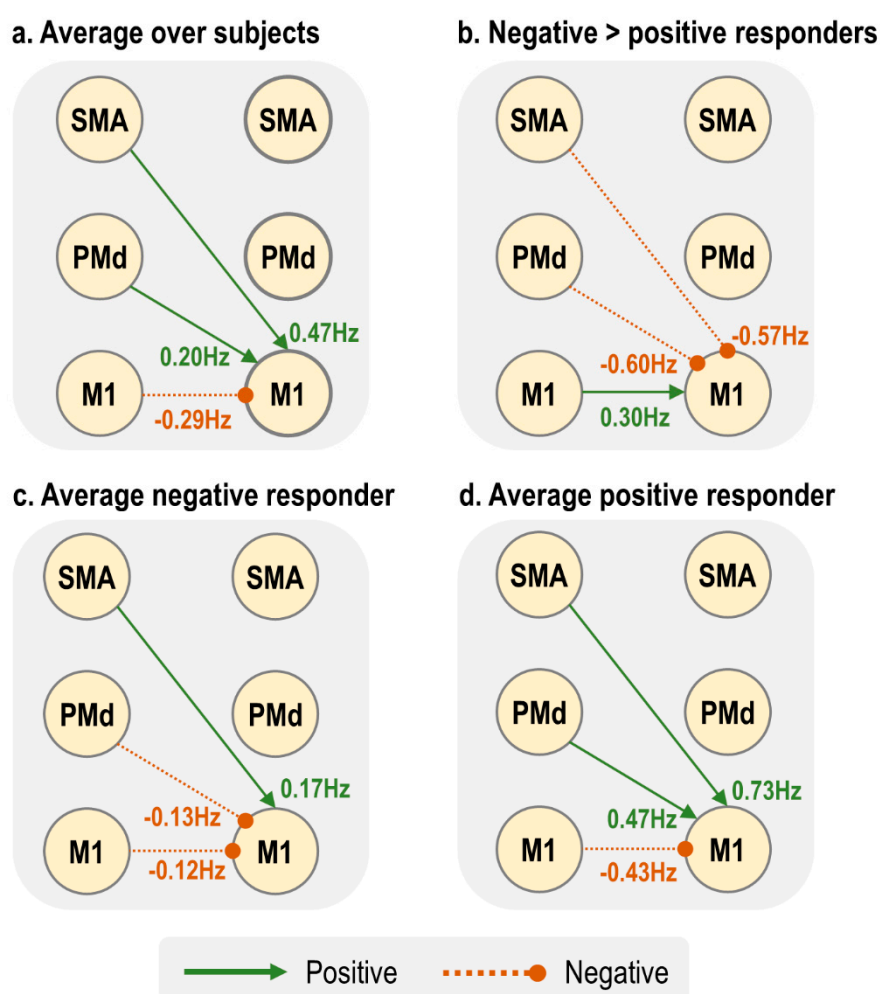 a. Average over subjects
SMA SMA
PMd PMd
0.47Hz
0.20Hz
M1 M1
-0.29Hz
b. Negative > positive responders
SMA SMA
PMd PMd
-0.57Hz
-0.60Hz
M1 M1
0.30Hz
c. Average negative responder
SMA SMA
PMd PMd
0.17Hz
-0.13Hz
M1 M1
-0.12Hz
d. Average positive responder
SMA SMA
PMd PMd
0.73Hz
0.47Hz
M1 M1
-0.43Hz
Positive Negative